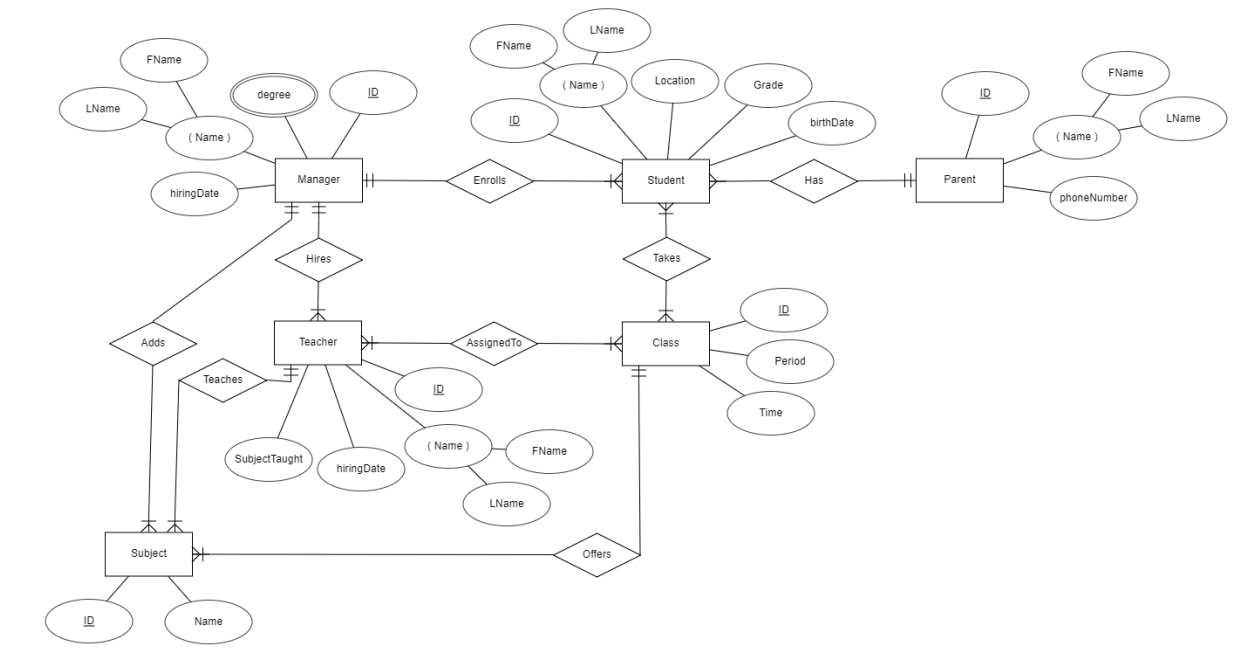 LName
FName
FName
LName
( Name )
degree
ID
ID
( Name )
Location
Grade
birthDate
ID
FName
( Name )
LName
hiringDate
Manager
Enrolls
Student
Has
Parent
phoneNumber
Hires
Takes
Adds
Teacher
AssignedTo
Class
ID
Period
Time
Teaches
ID
SubjectTaught
hiringDate
( Name )
FName
LName
Subject
Offers
ID
Name